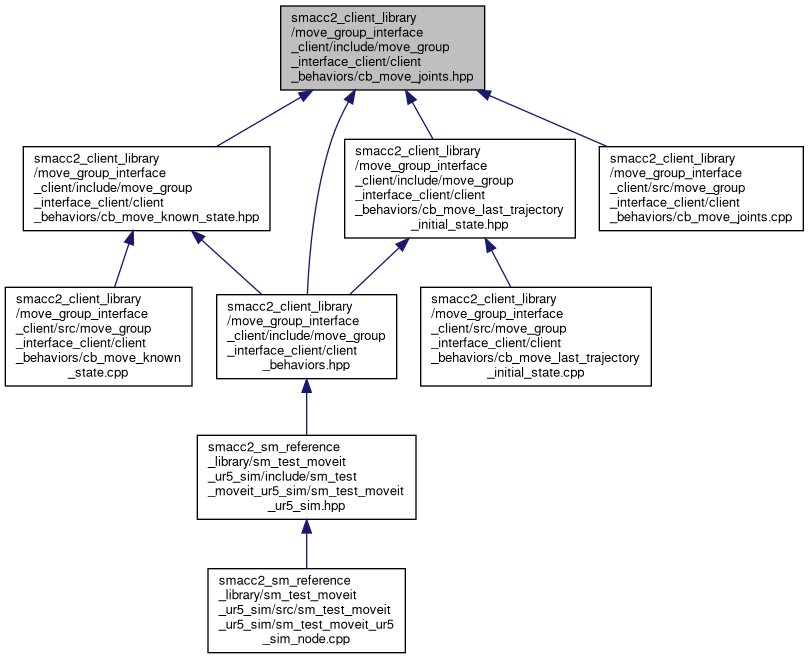 smacc2_client_library
/move_group_interface
_client/include/move_group
_interface_client/client
_behaviors/cb_move_joints.hpp
smacc2_client_library
/move_group_interface
_client/include/move_group
_interface_client/client
_behaviors/cb_move_known_state.hpp
smacc2_client_library
/move_group_interface
_client/include/move_group
_interface_client/client
_behaviors/cb_move_last_trajectory
_initial_state.hpp
smacc2_client_library
/move_group_interface
_client/src/move_group
_interface_client/client
_behaviors/cb_move_joints.cpp
smacc2_client_library
/move_group_interface
_client/src/move_group
_interface_client/client
_behaviors/cb_move_known
_state.cpp
smacc2_client_library
/move_group_interface
_client/include/move_group
_interface_client/client
_behaviors.hpp
smacc2_client_library
/move_group_interface
_client/src/move_group
_interface_client/client
_behaviors/cb_move_last_trajectory
_initial_state.cpp
smacc2_sm_reference
_library/sm_test_moveit
_ur5_sim/include/sm_test
_moveit_ur5_sim/sm_test_moveit
_ur5_sim.hpp
smacc2_sm_reference
_library/sm_test_moveit
_ur5_sim/src/sm_test_moveit
_ur5_sim/sm_test_moveit_ur5
_sim_node.cpp